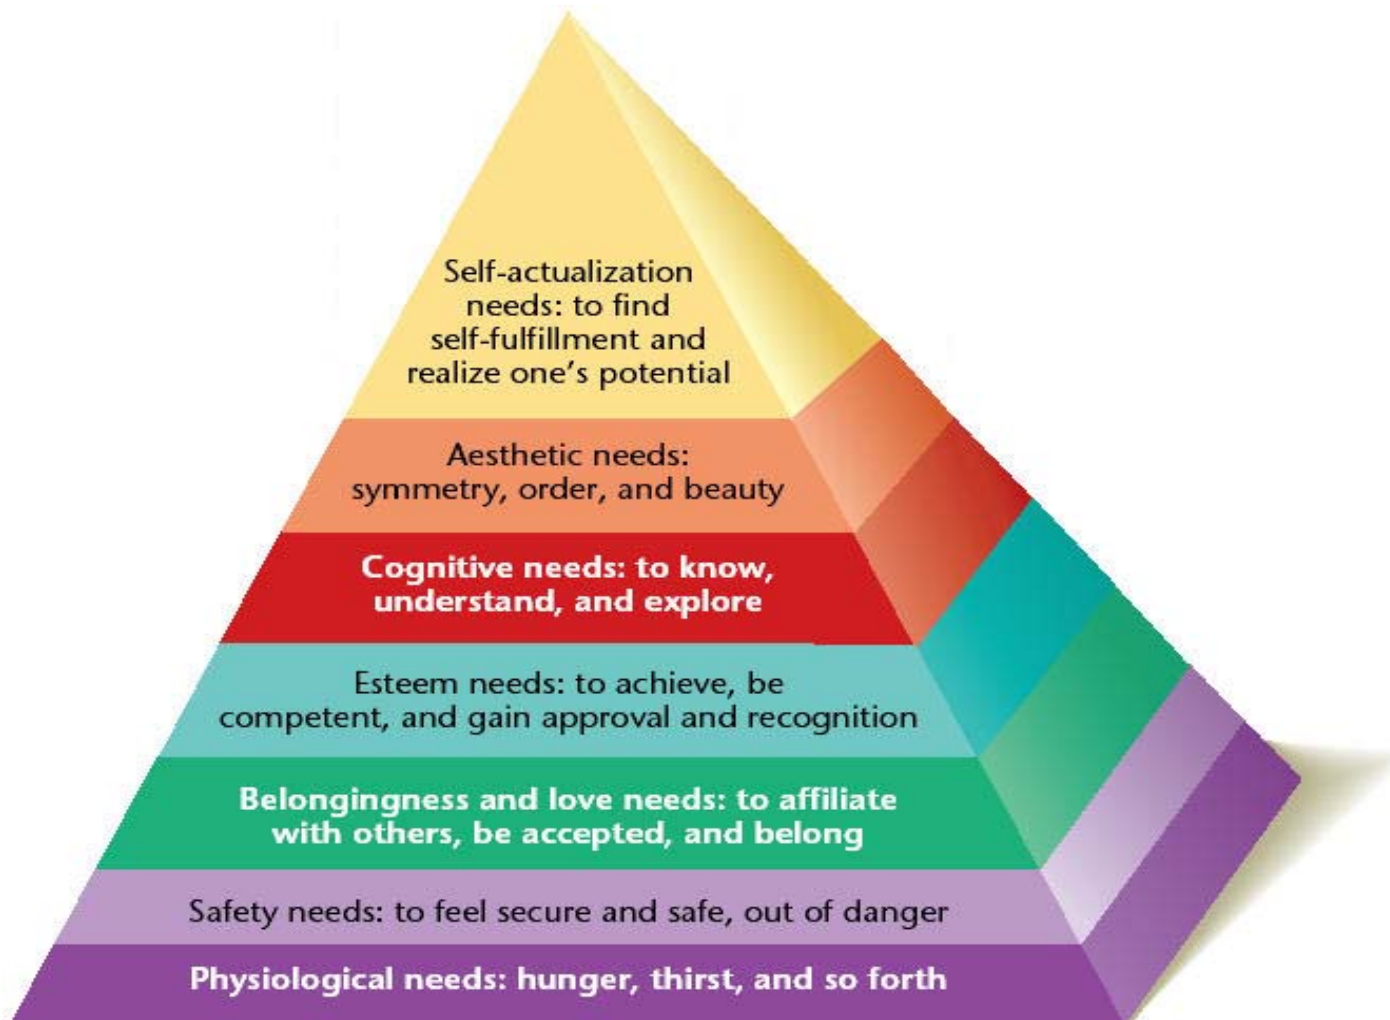 Self-actualization
needs: to find
self-fulfillment and
realize one’s potential
Aesthetic needs:
symmetry, order, and beauty
Cognitive needs: to know,
understand, and explore
Esteem needs: to achieve, be
competent, and gain approval and recognition
Belongingness and love needs: to affiliate
with others, be accepted, and belong
Safety needs: to feel secure and safe, out of danger
Physiological needs: hunger, thirst, and so forth